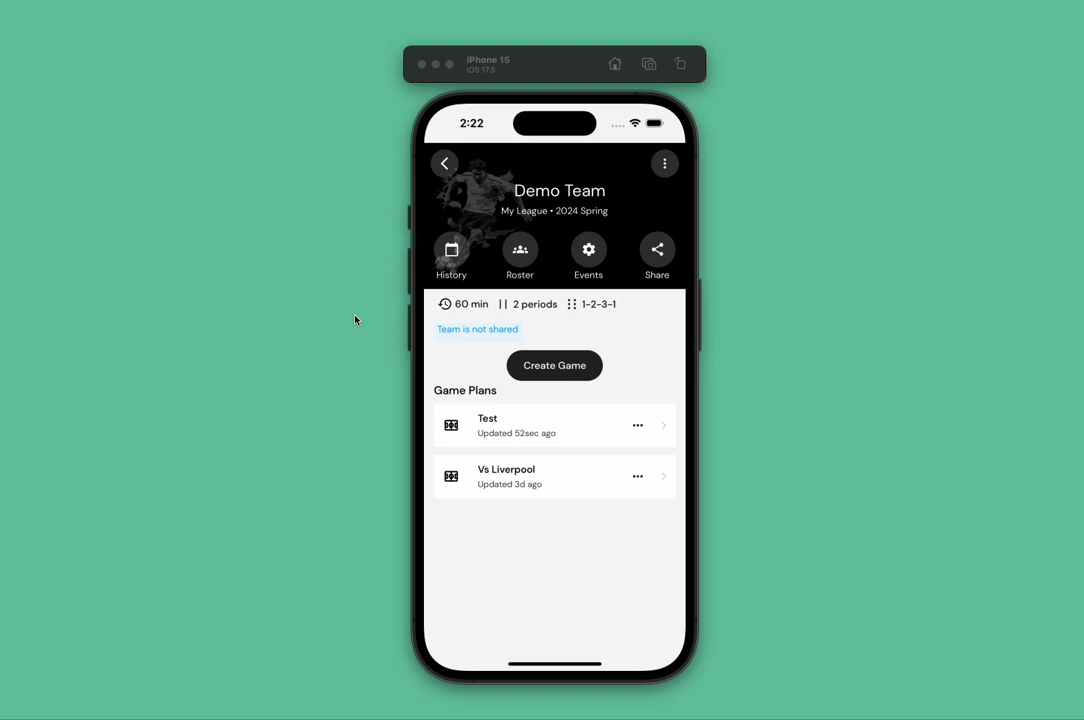 iPhone 15
iOS 17.5
2:22
Demo Team
My League • 2024 Spring
History Roster Events Share
60 min 2 periods 1-2-3-1
Team is not shared
Create Game
Game Plans
Test
Updated 52sec ago
Vs Liverpool
Updated 3d ago